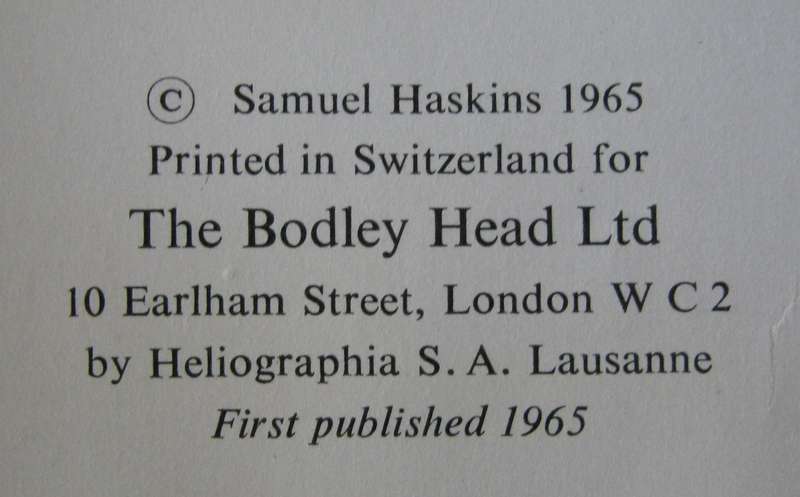 © Samuel Haskins 1965
Printed in Switzerland for
The Bodley Head Ltd
10 Earlham Street, London W C 2
by Heliographia S. A. Lausanne
First published 1965